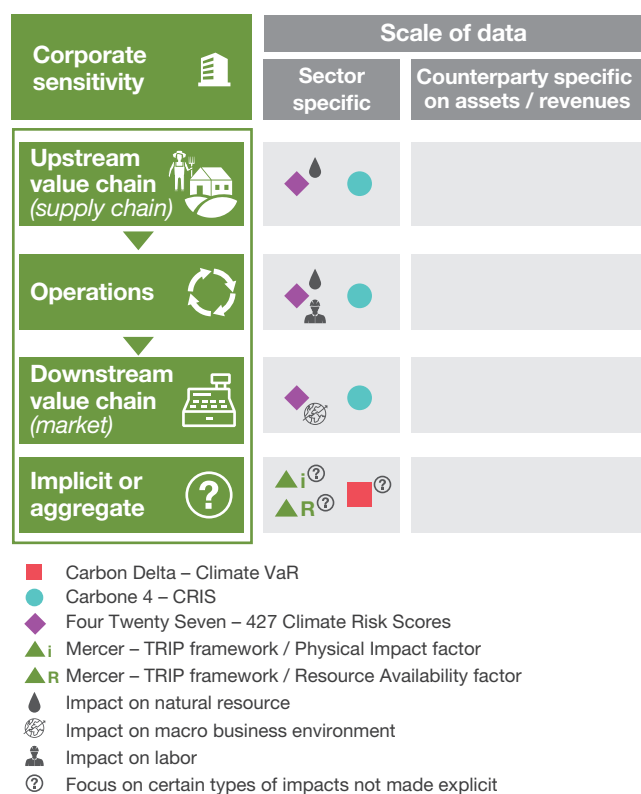 Corporate
sensitivity
Scale of data
Sector
specific
Counterparty specific
on assets / revenues
Upstream
value chain
(supply chain)
Operations
Downstream
value chain
(market)
Implicit or
aggregate
?
i ?
R ?
?
Carbon Delta – Climate VaR
Carbone 4 – CRIS
Four Twenty Seven – 427 Climate Risk Scores
i Mercer – TRIP framework / Physical Impact factor
R Mercer – TRIP framework / Resource Availability factor
Impact on natural resource
Impact on macro business environment
Impact on labor
? Focus on certain types of impacts not made explicit